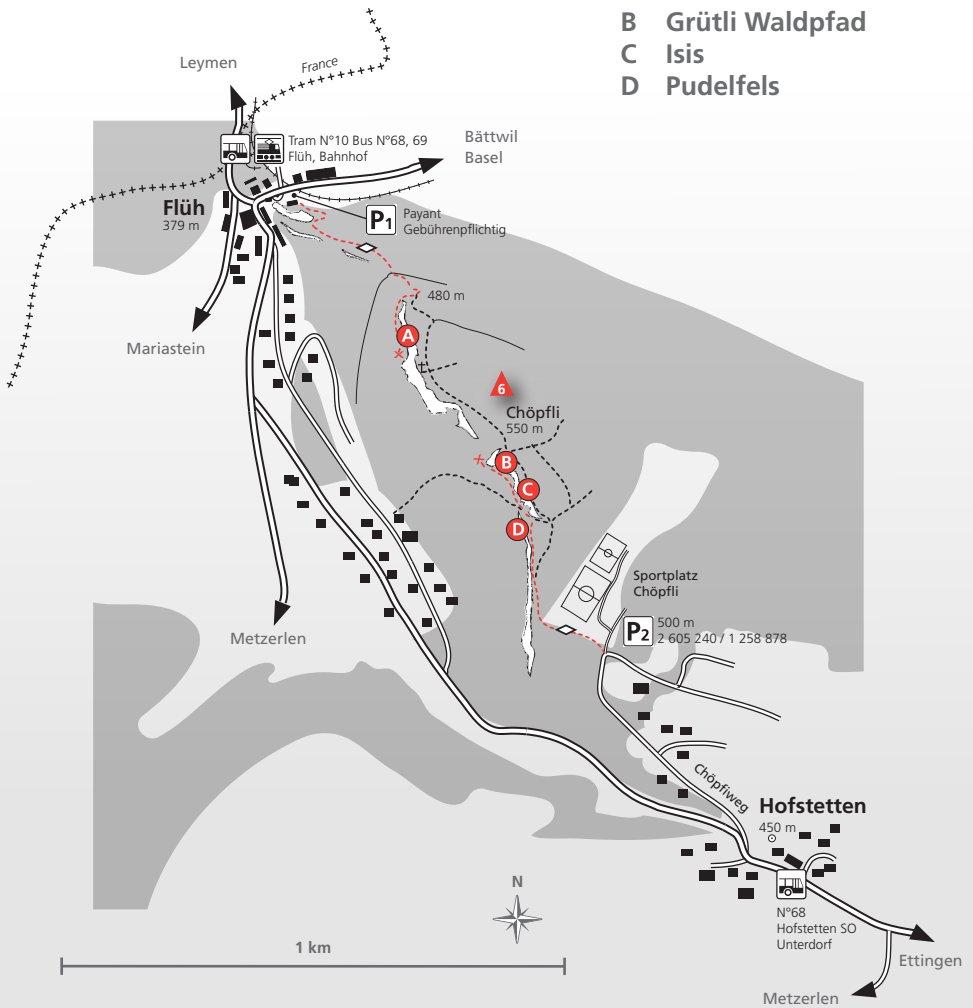 B Grütli Waldpfad
C Isis
D Pudelfels
Leymen
France
Tram N°10 Bus N°68, 69
Flüh, Bahnhof
Bättwil
Basel
Flüh
379 m
P1
Payant
Gebührenpflichtig
480 m
A
Mariastein
6
Chöpfli
550 m
B
C
D
Sportplatz
Chöpfli
P2
500 m
2 605 240 / 1 258 878
Metzerlen
Chöpfliweg
Hofstetten
450 m
N
N°68
Hofstetten SO
Unterdorf
1 km
Ettingen
Metzerlen